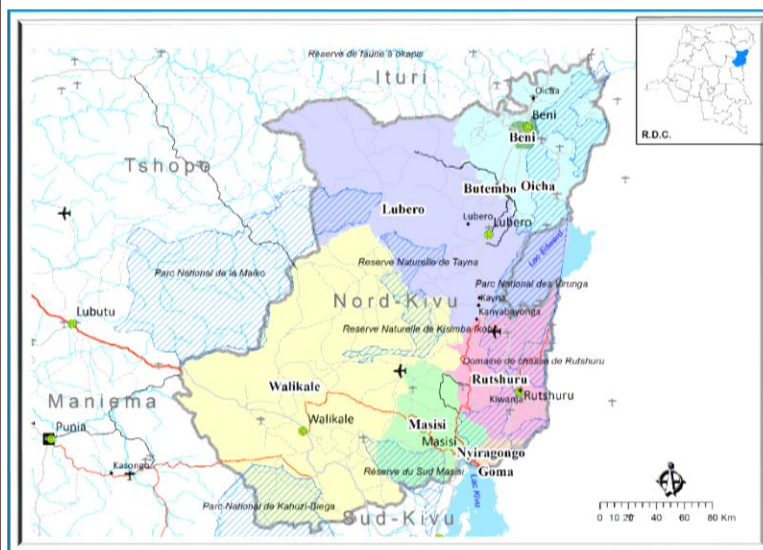 Réserve de faune à okapis
Ituri
R.D.C.
Oicha
Beni
Beni
Tshopo
Butembo
Oicha
Lubero
Lubero
Lubero
Lac Edward
Parc National de la Maiko
Reserve Naturelle de Tayna
Parc National des Virunga
Nord-Kivu
Kayna
Kanyabayonga
Lubutu
Reserve Naturelle de Kisimba Ikobo
Domaine de chasse de Rutshuru
Walikale
Rutshuru
Maniema
Kiwanja
Rutshuru
Walikale
Masisi
Masisi
Punia
Nyiragongo
Kasongo
Réserve du Sud Masisi
Goma
Lac Kivu
Parc National de Kahuzi-Biega
Sud-Kivu
0 10 20 40 60 80 Km